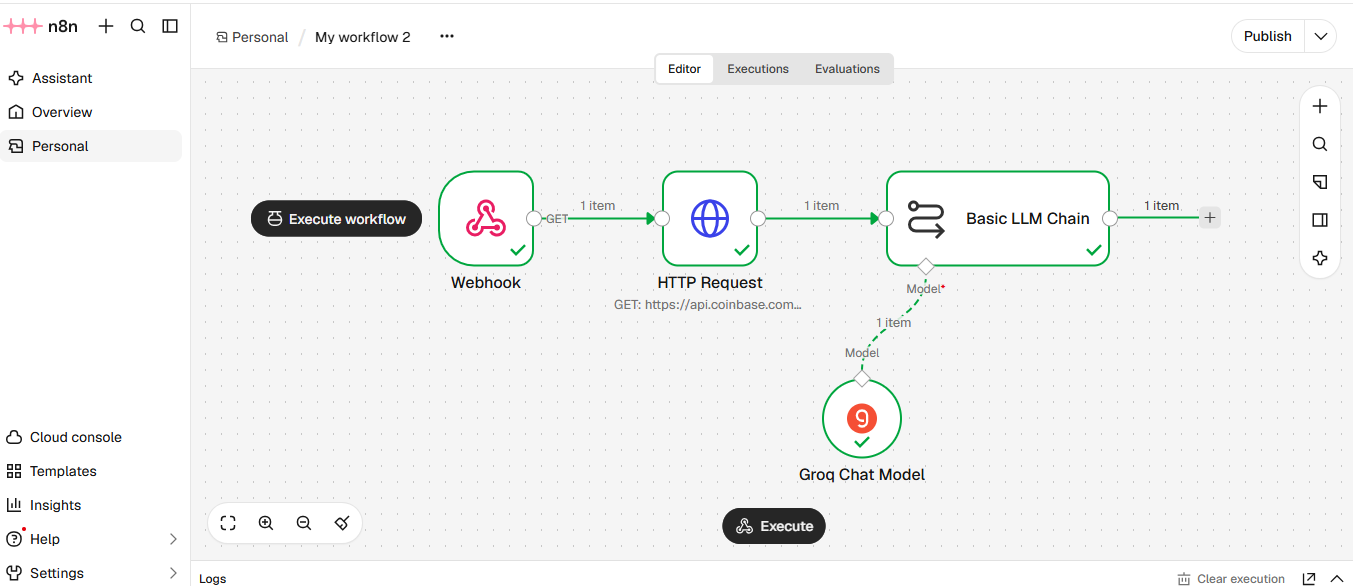 n8n
Assistant
Overview
Personal
Cloud console
Templates
Insights
Help
Settings
Personal / My workflow 2
Publish
Editor Executions Evaluations
Execute workflow
GET
1 item
1 item
1 item
Basic LLM Chain
Webhook
HTTP Request
GET: https://api.coinbase.com...
Model*
1 item
Model
Groq Chat Model
Execute
Logs
Clear execution